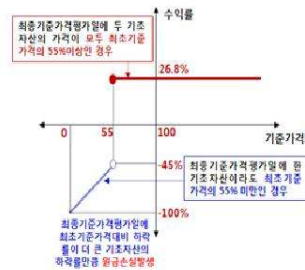 수익률
최종기준가격평가일에 두 기초
자산의 가격이 모두 최초기준
가격의 55%이상인 경우
26.8%
0 55 100
기준가격
-45%
최종기준가격평가일에 한
기초자산이라도 최초기준
가격의 55%미만인 경우
-100%
최종기준가격평가일에
최초기준가격대비 하락
률이 더 큰 기초자산의
하락률만큼 원금손실발생